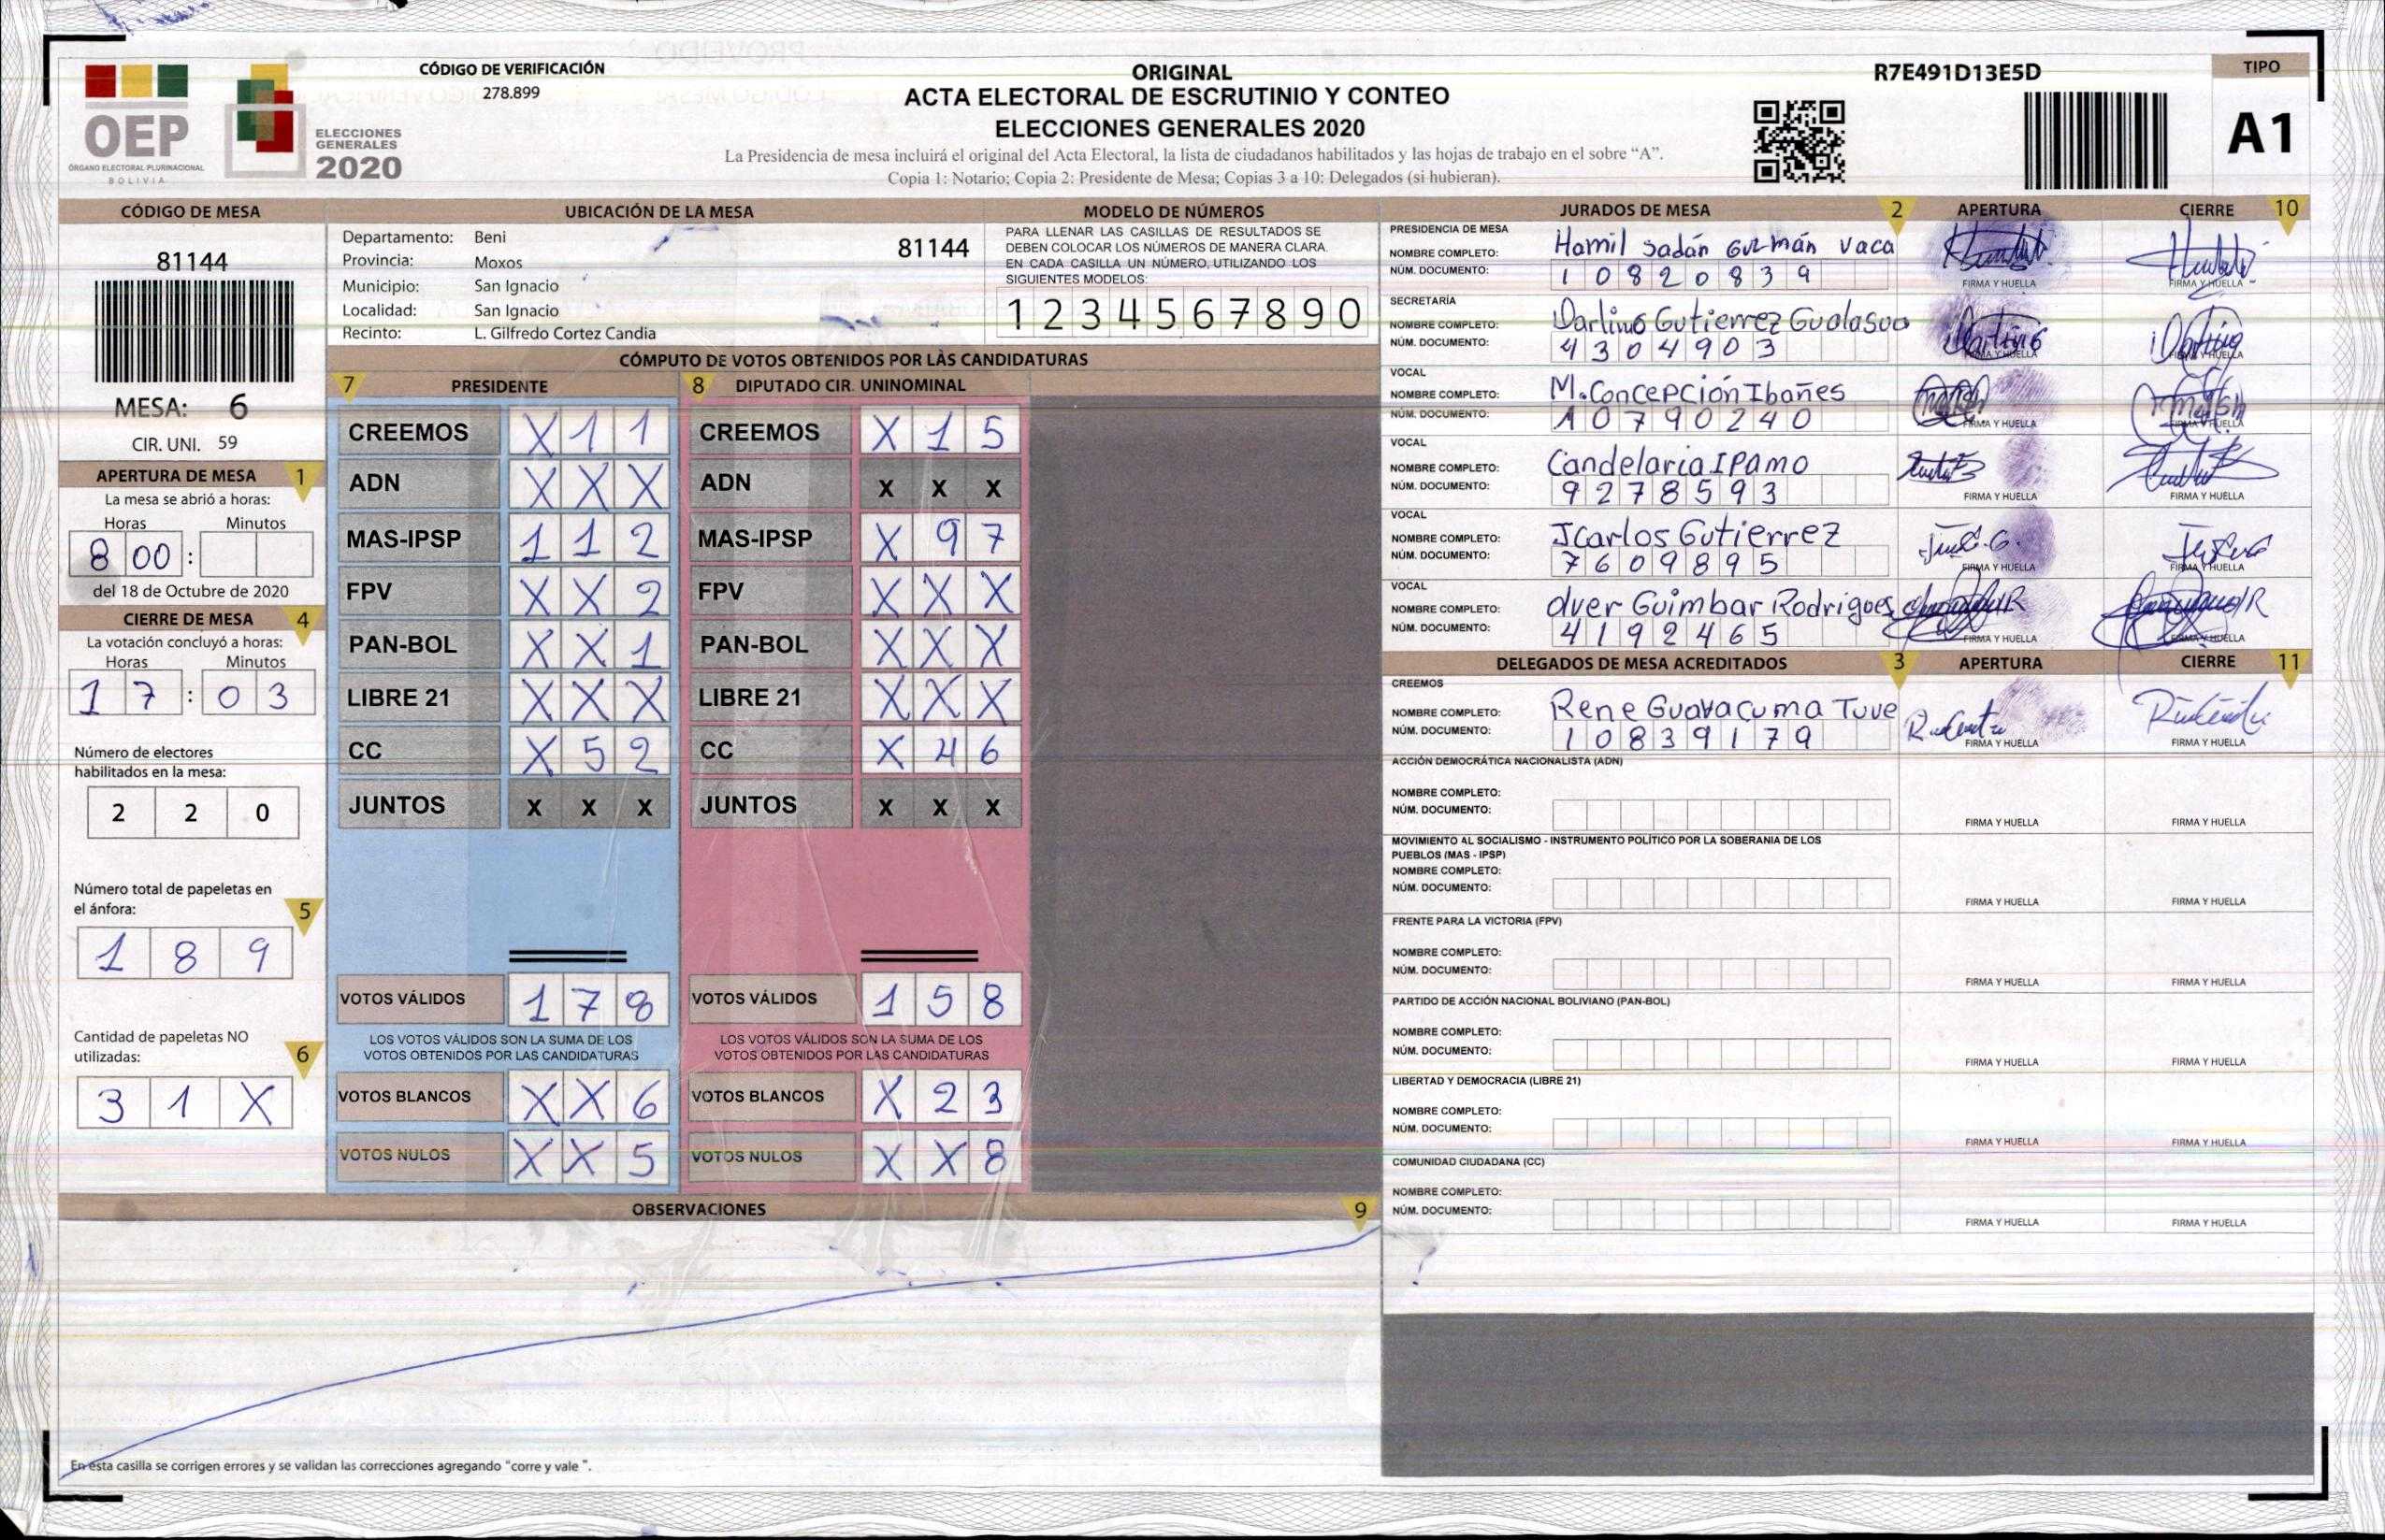 CÓDIGO DE VERIFICACIÓN
278.899
OEP
ÓRGANO ELECTORAL PLURINACIONAL
BOLIVIA
ELECCIONES
GENERALES
2020
ORIGINAL
ACTA ELECTORAL DE ESCRUTINIO Y CONTEO
ELECCIONES GENERALES 2020
La Presidencia de mesa incluirá el original del Acta Electoral, la lista de ciudadanos habilitados y las hojas de trabajo en el sobre “A”.
Copia 1: Notario; Copia 2: Presidente de Mesa; Copias 3 a 10: Delegados (si hubieran).
R7E491D13E5D
TIPO
A1
CÓDIGO DE MESA
81144
MESA: 6
CIR. UNI. 59
APERTURA DE MESA 1
La mesa se abrió a horas:
Horas Minutos
8 00 :
del 18 de Octubre de 2020
CIERRE DE MESA 4
La votación concluyó a horas:
Horas Minutos
1 7 : 0 3
Número de electores
habilitados en la mesa:
2 2 0
Número total de papeletas en
el ánfora: 5
1 8 9
Cantidad de papeletas NO
utilizadas: 6
3 1 X
UBICACIÓN DE LA MESA
Departamento: Beni
Provincia: Moxos
Municipio: San Ignacio
Localidad: San Ignacio
Recinto: L. Gilfredo Cortez Candia
81144
MODELO DE NÚMEROS
PARA LLENAR LAS CASILLAS DE RESULTADOS SE
DEBEN COLOCAR LOS NÚMEROS DE MANERA CLARA.
EN CADA CASILLA UN NÚMERO, UTILIZANDO LOS
SIGUIENTES MODELOS:
1 2 3 4 5 6 7 8 9 0
CÓMPUTO DE VOTOS OBTENIDOS POR LAS CANDIDATURAS
7 PRESIDENTE
CREEMOS X 1 1
ADN X X X
MAS-IPSP 1 1 2
FPV X X 2
PAN-BOL X X 1
LIBRE 21 X X X
CC X 5 2
JUNTOS X X X
VOTOS VÁLIDOS 1 7 8
LOS VOTOS VÁLIDOS SON LA SUMA DE LOS
VOTOS OBTENIDOS POR LAS CANDIDATURAS
VOTOS BLANCOS X X 6
VOTOS NULOS X X 5
8 DIPUTADO CIR. UNINOMINAL
CREEMOS X 1 5
ADN X X X
MAS-IPSP X 9 7
FPV X X X
PAN-BOL X X X
LIBRE 21 X X X
CC X 4 6
JUNTOS X X X
VOTOS VÁLIDOS 1 5 8
LOS VOTOS VÁLIDOS SON LA SUMA DE LOS
VOTOS OBTENIDOS POR LAS CANDIDATURAS
VOTOS BLANCOS X 2 3
VOTOS NULOS X X 8
OBSERVACIONES 9
En esta casilla se corrigen errores y se validan las correcciones agregando “corre y vale ”.
JURADOS DE MESA 2 APERTURA CIERRE 10
PRESIDENCIA DE MESA
NOMBRE COMPLETO: Hamil Sadán Guzmán Vaca
NÚM. DOCUMENTO: 1 0 8 2 0 8 3 9
FIRMA Y HUELLA FIRMA Y HUELLA
SECRETARÍA
NOMBRE COMPLETO: Gutierrez
NÚM. DOCUMENTO: 4 3 0 4 9 0 3
FIRMA Y HUELLA FIRMA Y HUELLA
VOCAL
NOMBRE COMPLETO: M. Concepción Ibañes
NÚM. DOCUMENTO: 1 0 7 9 0 2 4 0
FIRMA Y HUELLA FIRMA Y HUELLA
VOCAL
NOMBRE COMPLETO: Candelaria IPamo
NÚM. DOCUMENTO: 9 2 7 8 5 9 3
FIRMA Y HUELLA FIRMA Y HUELLA
VOCAL
NOMBRE COMPLETO: JCarlos Gutierrez
NÚM. DOCUMENTO: 7 6 0 9 8 9 5
FIRMA Y HUELLA FIRMA Y HUELLA
VOCAL
NOMBRE COMPLETO: Guimbar Rodrigues
NÚM. DOCUMENTO: 4 1 9 2 4 6 5
FIRMA Y HUELLA FIRMA Y HUELLA
DELEGADOS DE MESA ACREDITADOS 3 APERTURA CIERRE 11
CREEMOS
NOMBRE COMPLETO: Rene
NÚM. DOCUMENTO: 1 0 8 3 9 1 7 9
FIRMA Y HUELLA FIRMA Y HUELLA
ACCIÓN DEMOCRÁTICA NACIONALISTA (ADN)
NOMBRE COMPLETO:
NÚM. DOCUMENTO:
FIRMA Y HUELLA FIRMA Y HUELLA
MOVIMIENTO AL SOCIALISMO - INSTRUMENTO POLÍTICO POR LA SOBERANIA DE LOS
PUEBLOS (MAS - IPSP)
NOMBRE COMPLETO:
NÚM. DOCUMENTO:
FIRMA Y HUELLA FIRMA Y HUELLA
FRENTE PARA LA VICTORIA (FPV)
NOMBRE COMPLETO:
NÚM. DOCUMENTO:
FIRMA Y HUELLA FIRMA Y HUELLA
PARTIDO DE ACCIÓN NACIONAL BOLIVIANO (PAN-BOL)
NOMBRE COMPLETO:
NÚM. DOCUMENTO:
FIRMA Y HUELLA FIRMA Y HUELLA
LIBERTAD Y DEMOCRACIA (LIBRE 21)
NOMBRE COMPLETO:
NÚM. DOCUMENTO:
FIRMA Y HUELLA FIRMA Y HUELLA
COMUNIDAD CIUDADANA (CC)
NOMBRE COMPLETO:
NÚM. DOCUMENTO:
FIRMA Y HUELLA FIRMA Y HUELLA